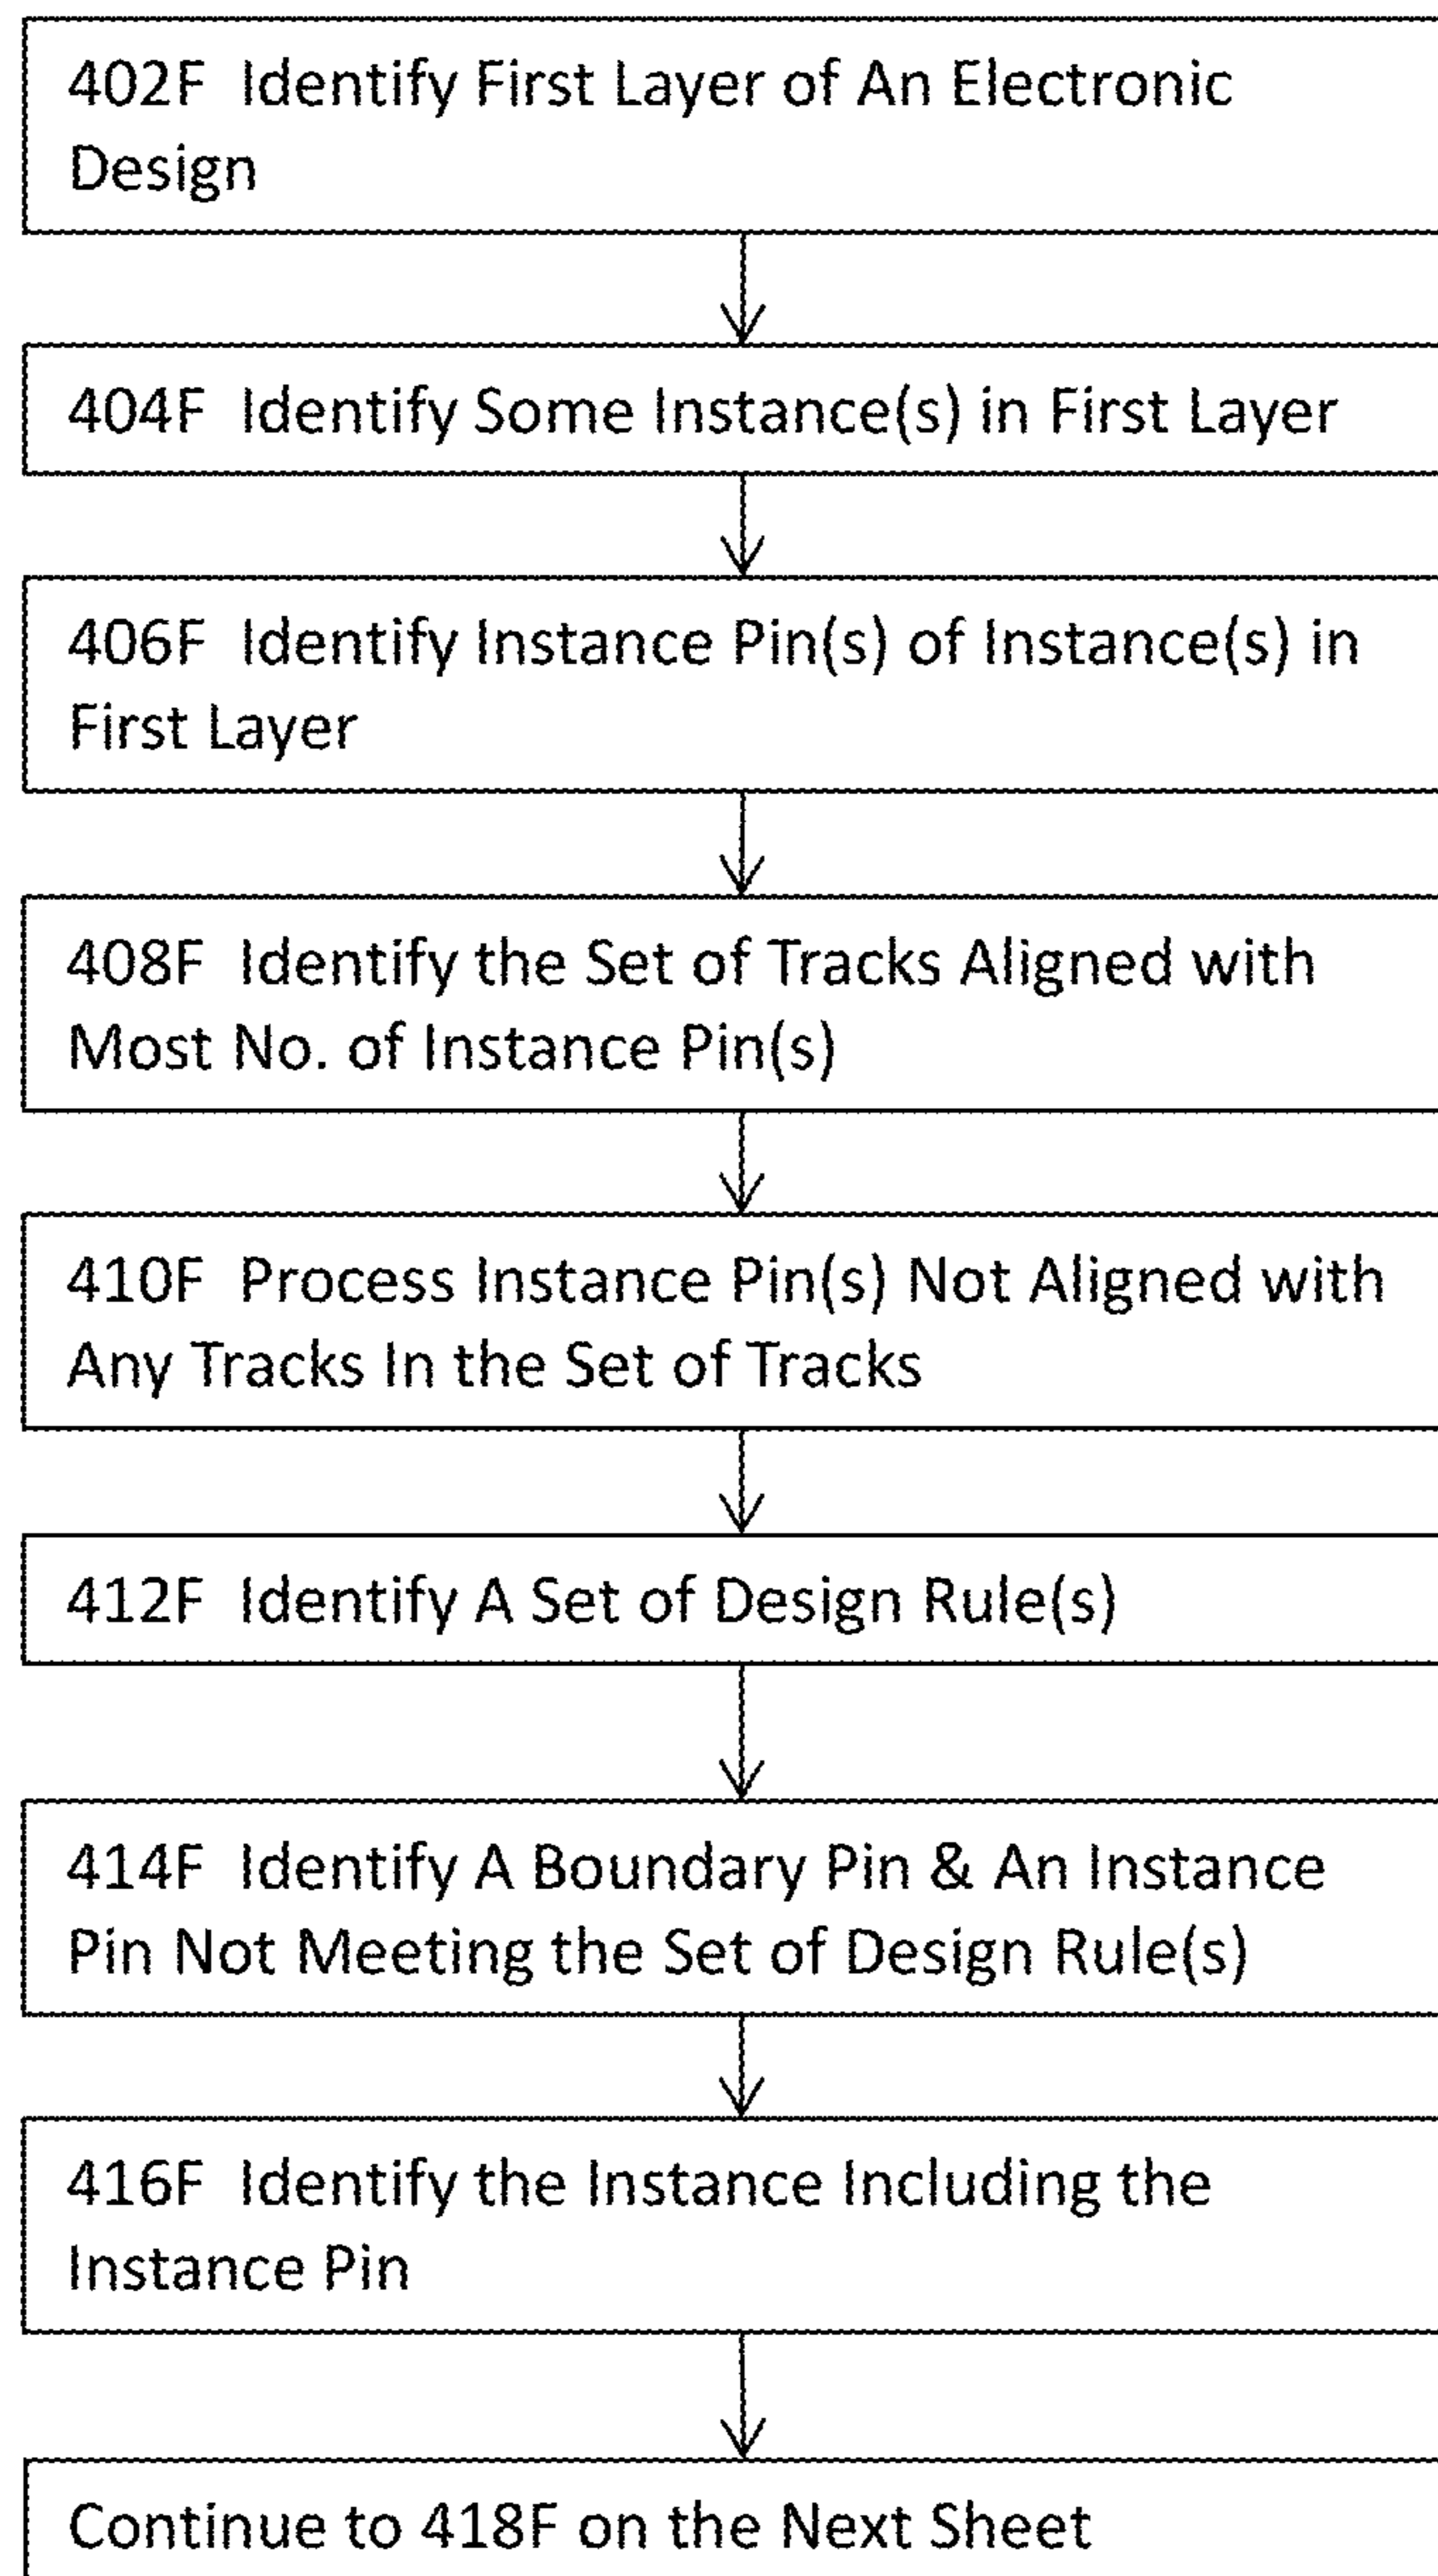 402F Identify First Layer of An Electronic
Design
404F Identify Some Instance(s) in First Layer
406F Identify Instance Pin(s) of Instance(s) in
First Layer
408F Identify the Set of Tracks Aligned with
Most No. of Instance Pin(s)
410F Process Instance Pin(s) Not Aligned with
Any Tracks In the Set of Tracks
412F Identify A Set of Design Rule(s)
414F Identify A Boundary Pin & An Instance
Pin Not Meeting the Set of Design Rule(s)
416F Identify the Instance Including the
Instance Pin
Continue to 418F on the Next Sheet